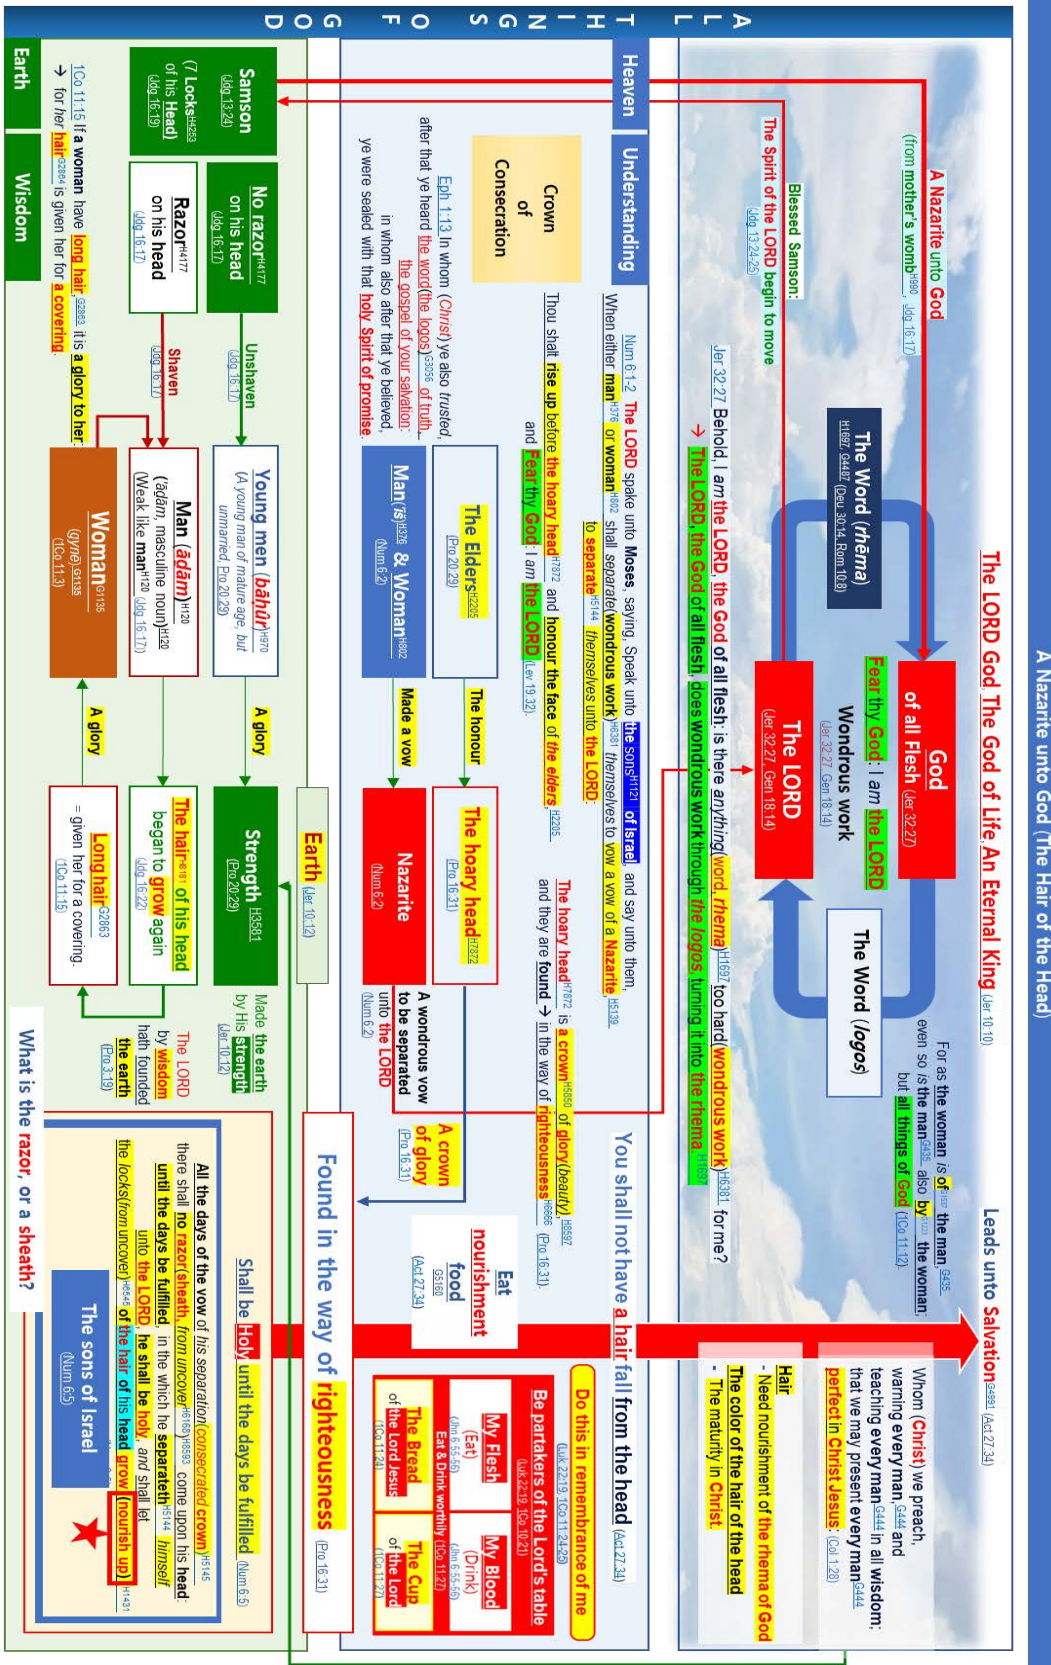 A Nazarite unto God (The Hair of the Head)
ALL THINGS OF GOD
The LORD God, The God of Life, An Eternal King (Jer 10:10)
Leads unto Salvation G4991 (Act 27:34)
A Nazarite unto God
(from mother's womb H990, Jdg 16:17)
The Word (rhēma)
H1697, G4487 (Deu 30:14, Rom 10:8)
God
of all Flesh (Jer 32:27)
Fear thy God: I am the LORD
Wondrous work
(Jer 32:27, Gen 18:14)
The LORD
(Jer 32:27, Gen 18:14)
The Word (logos)
For as the woman is of the man, G435
even so is the man G435 also by the woman;
but all things of God (1Co 11:12).
Whom (Christ) we preach,
warning every man, G444 and
teaching every man G444 in all wisdom;
that we may present every man G444
perfect in Christ Jesus: (Col 1:28)
Blessed Samson:
The Spirit of the LORD begin to move
(Jdg 13:24-25)
Hair
- Need nourishment of the rhema of God
The color of the hair of the head
- The maturity in Christ.
Jer 32:27 Behold, I am the LORD, the God of all flesh: is there anything(word, rhema)H1697 too hard(wondrous work)H6381 for me?
→ The LORD, the God of all flesh, does wondrous work through the logos, turning it into the rhema. H1697
Heaven
Understanding
Num 6:1-2 The LORD spake unto Moses, saying, Speak unto the sons H1121 of Israel, and say unto them,
When either man H376 or woman H802 shall separate(wondrous work)H6381 themselves to vow a vow of a Nazarite, H5139
to separate H5144 themselves unto the LORD:
You shall not have a hair fall from the head (Act 27:34)
Thou shalt rise up before the hoary head H7872 and honour the face of the elders, H2205
and Fear thy God: I am the LORD (Lev 19:32).
The hoary head H7872 is a crown H5850 of glory(beauty), H8597
and they are found → in the way of righteousness H6666 (Pro 16:31).
Crown
of
Consecration
Eph 1:13 In whom (Christ) ye also trusted,
after that ye heard the word(the logos)G3056 of truth,
the gospel of your salvation:
in whom also after that ye believed,
ye were sealed with that holy Spirit of promise.
The Elders H2205
(Pro 20:29)
The honour
The hoary head H7872
(Pro 16:31)
A crown
of glory
(Pro 16:31)
Man(ʾîš)H376 & Woman H802
(Num 6:2)
Made a vow
Nazarite
(Num 6:2)
A wondrous vow
to be separated
unto the LORD
(Num 6:2)
Eat
nourishment
food
G5160
(Act 27:34)
Do this in remembrance of me
(Luk 22:19, 1Co 11:24-25)
Be partakers of the Lord's table
(Luk 22:19, 1Co 10:21)
My Flesh
(Eat)
(Jhn 6:55-56)
My Blood
(Drink)
(Jhn 6:55-56)
Eat & Drink worthily (1Co 11:27)
The Bread
of the Lord Jesus
(1Co 11:24)
The Cup
of the Lord
(1Co 11:27)
Earth (Jer 10:12)
Found in the way of righteousness (Pro 16:31)
Samson
(Jdg 13:24)
(7 Locks H4253
of his Head)
(Jdg 16:19)
No razor H4177
on his head
(Jdg 16:17)
Unshaven
(Jdg 16:17)
Young men (bāhûr)H970
(A young man of mature age, but
unmarried, Pro 20:29)
A glory
Strength H3581
(Pro 20:29)
Made the earth
by His strength
(Jer 10:12)
Razor H4177
on his head
(Jdg 16:17)
Shaven
(Jdg 16:17)
Man (ādām)H120
('ādām, masculine noun)H120
(Weak like man H120 (Jdg 16:17))
The hair H8181 of his head
began to grow again
(Jdg 16:22)
The LORD
by wisdom
hath founded
the earth
(Pro 3:19)
1Co 11:15 If a woman have long hair, G2863 it is a glory to her:
→ for her hair G2864 is given her for a covering.
Woman G1135
(gynē), G1135
(1Co 11:3)
A glory
Long hair G2863
= given her for a covering.
(1Co 11:15)
Earth
Wisdom
Shall be Holy until the days be fulfilled (Num 6:5)
All the days of the vow of his separation(consecrated crown)H5145
there shall no razor(sheath, from uncover H6168)H8593 come upon his head:
until the days be fulfilled, in the which he separateth H5144 himself
unto the LORD, he shall be holy, and shall let
the locks(from uncover)H6545 of the hair of his head grow (nourish up). H1431
The sons of Israel
(Num 6:5)
What is the razor, or a sheath?